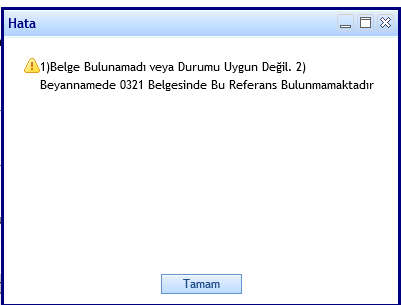 Hata
1)Belge Bulunamadı veya Durumu Uygun Değil. 2)
Beyannamede 0321 Belgesinde Bu Referans Bulunmamaktadır
Tamam